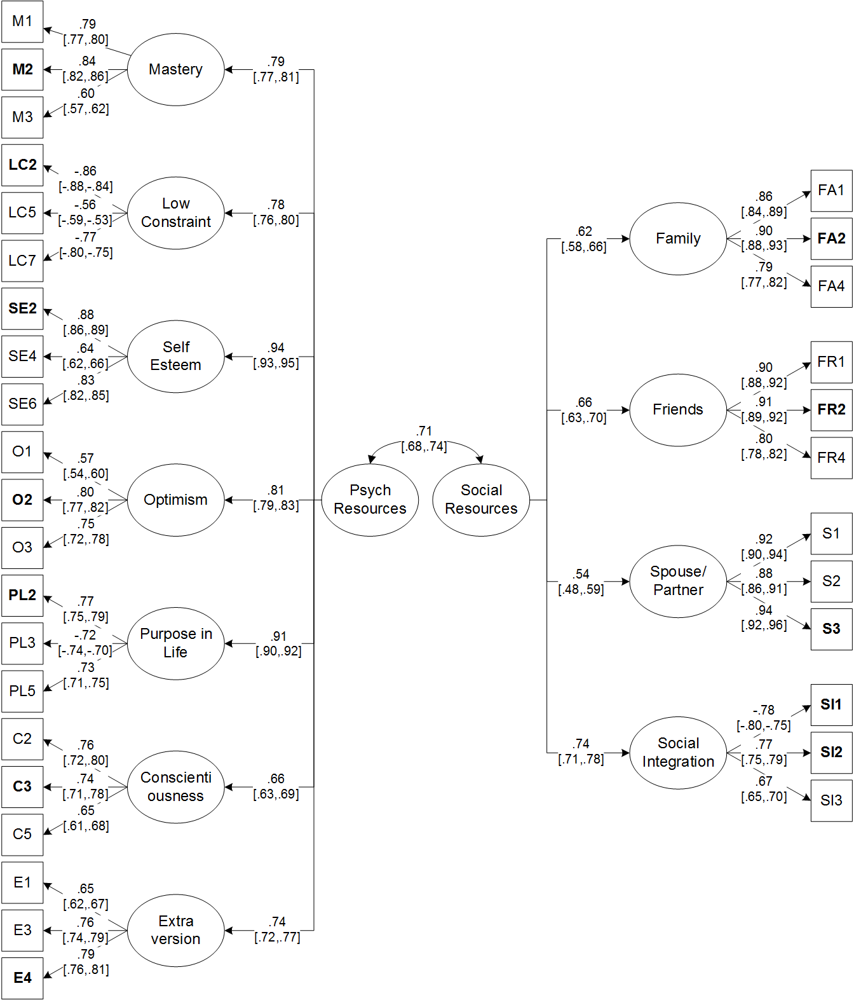 M1
.79
[.77,.80]
M2
.84
[.82,.86]
M3
.60
[.57,.62]
Mastery
.79
[.77,.81]
LC2
-.86
[-.88,-.84]
LC5
-.56
[-.59,-.53]
LC7
-.77
[-.80,-.75]
Low
Constraint
.78
[.76,.80]
SE2
.88
[.86,.89]
SE4
.64
[.62,.66]
SE6
.83
[.82,.85]
Self
Esteem
.94
[.93,.95]
O1
.57
[.54,.60]
O2
.80
[.77,.82]
O3
.75
[.72,.78]
Optimism
.81
[.79,.83]
PL2
.77
[.75,.79]
PL3
-.72
[-.74,-.70]
PL5
.73
[.71,.75]
Purpose in
Life
.91
[.90,.92]
C2
.76
[.72,.80]
C3
.74
[.71,.78]
C5
.65
[.61,.68]
Conscienti
ousness
.66
[.63,.69]
E1
.65
[.62,.67]
E3
.76
[.74,.79]
E4
.79
[.76,.81]
Extra
version
.74
[.72,.77]
Psych
Resources
.71
[.68,.74]
Social
Resources
.62
[.58,.66]
Family
.86
[.84,.89]
FA1
.90
[.88,.93]
FA2
.79
[.77,.82]
FA4
.66
[.63,.70]
Friends
.90
[.88,.92]
FR1
.91
[.89,.92]
FR2
.80
[.78,.82]
FR4
.54
[.48,.59]
Spouse/
Partner
.92
[.90,.94]
S1
.88
[.86,.91]
S2
.94
[.92,.96]
S3
.74
[.71,.78]
Social
Integration
-.78
[-.80,-.75]
SI1
.77
[.75,.79]
SI2
.67
[.65,.70]
SI3